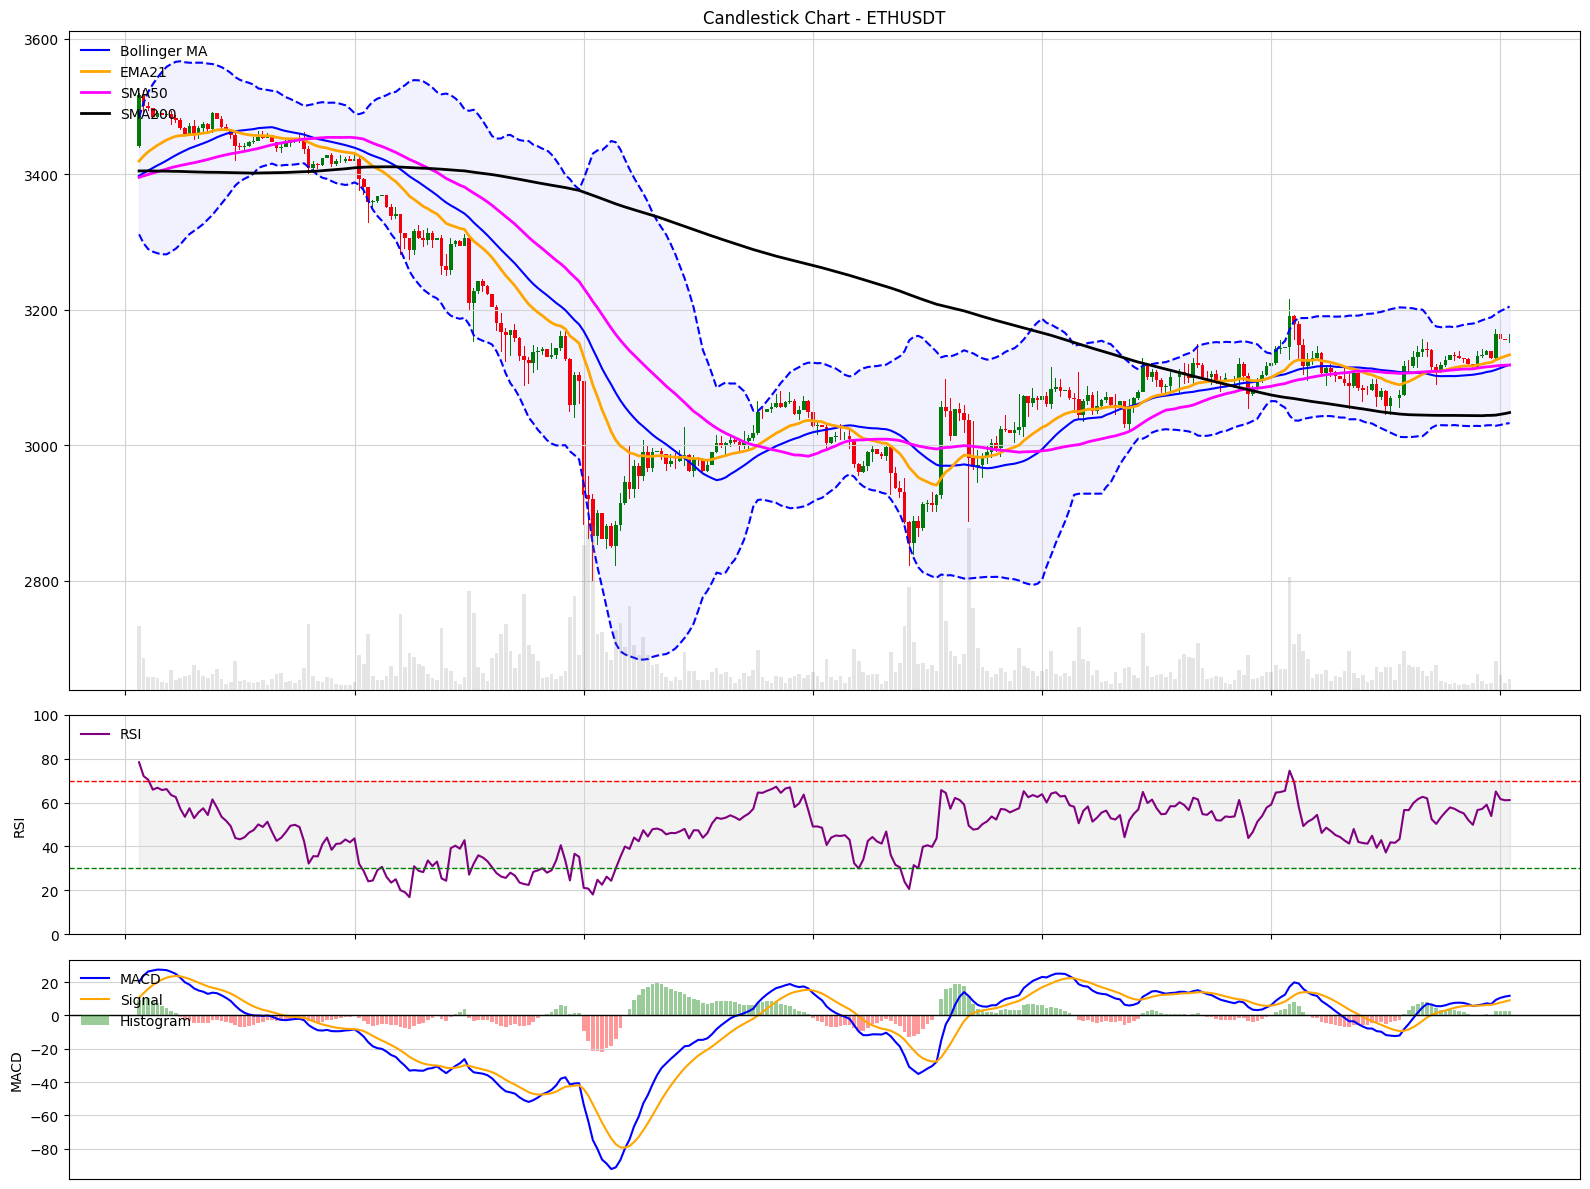 Candlestick Chart - ETHUSDT
3600
3400
3200
3000
2800
Bollinger MA
EMA21
SMA50
SMA200
100
80
60
40
20
0
RSI
RSI
20
0
−20
−40
−60
−80
MACD
MACD
Signal
Histogram